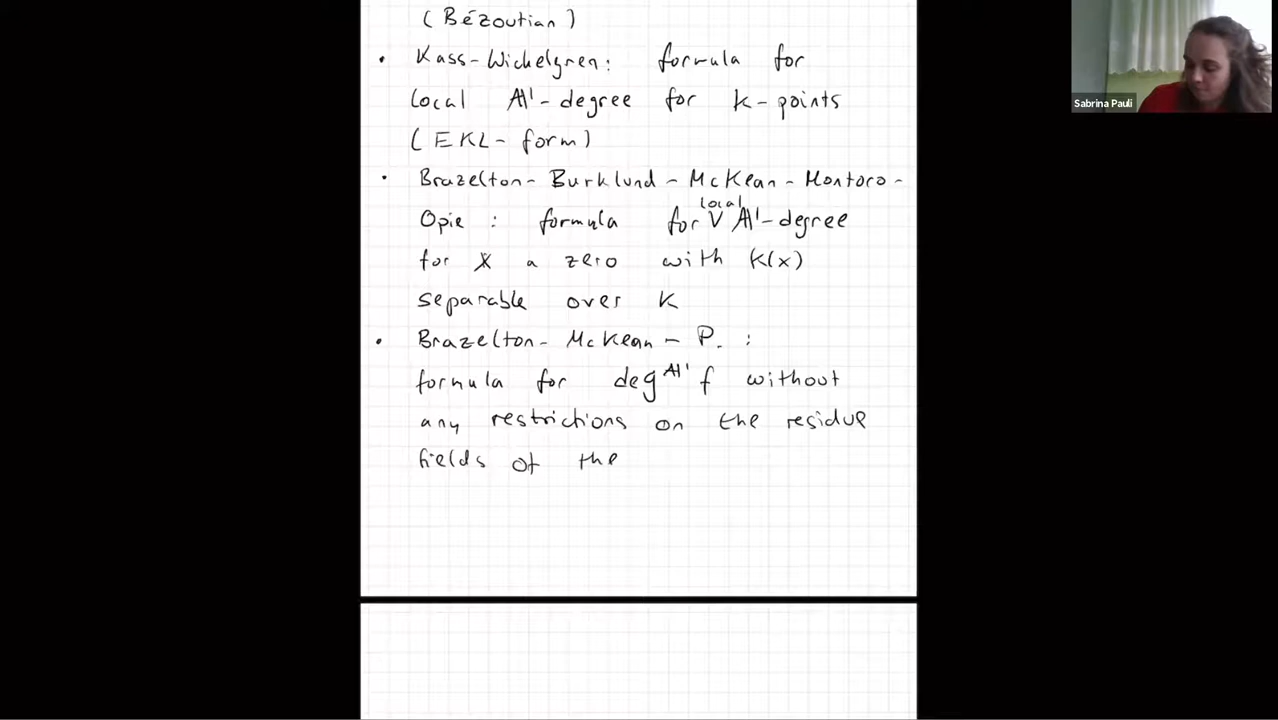 (Bézoutian)
• Kass-Wickelgren: formula for
local 𝔸¹-degree for k-points
(EKL-form)
• Brazelton-Burklund-McKean-Montoro-
Opie: formula for local 𝔸¹-degree
for x a zero with k(x)
separable over k
• Brazelton-McKean-P.:
formula for deg^𝔸¹ f without
any restrictions on the residue
fields of the
Sabrina Pauli